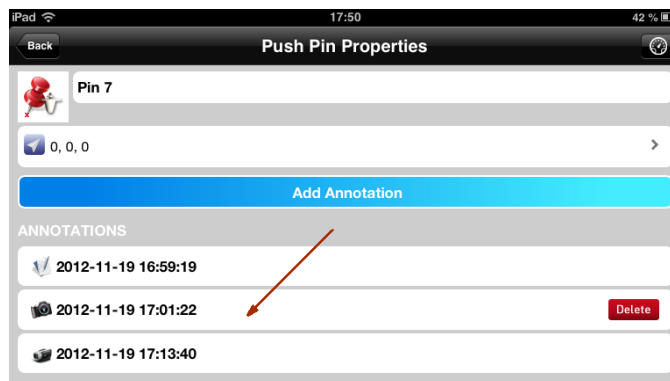 iPad 17:50 42 %
Back Push Pin Properties
Pin 7
0, 0, 0
Add Annotation
ANNOTATIONS
2012-11-19 16:59:19
2012-11-19 17:01:22 Delete
2012-11-19 17:13:40